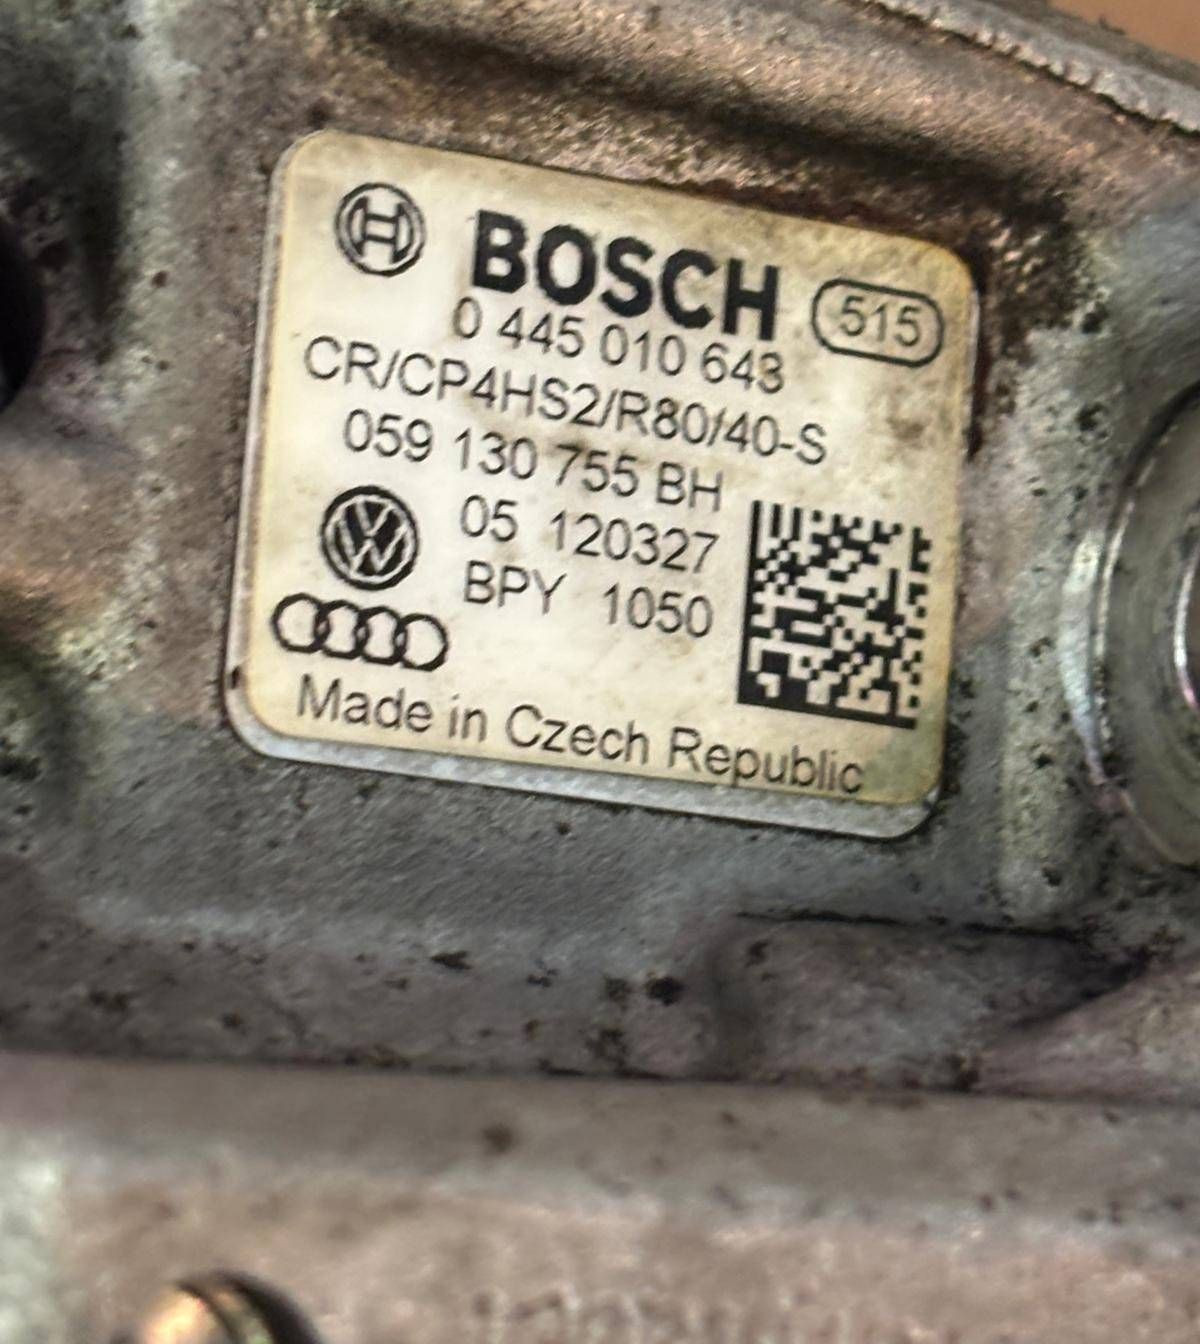 BOSCH 515
0 445 010 643
CR/CP4HS2/R80/40-S
059 130 755 BH
05 120327
BPY 1050
Made in Czech Republic